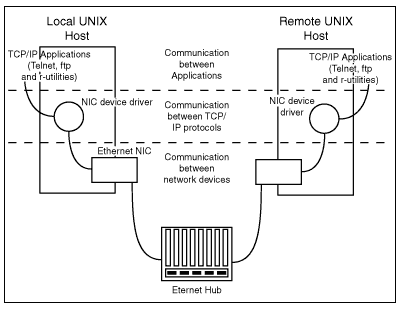 Local UNIX
Host
Remote UNIX
Host
TCP/IP Applications
(Telnet, ftp
and r-utilities)
Communication
between
Applications
TCP/IP Applications
(Telnet, ftp
and r-utilities)
NIC device driver
Communication
between TCP/
IP protocols
NIC device
driver
Ethernet NIC
Communication
between
network devices
Eternet Hub